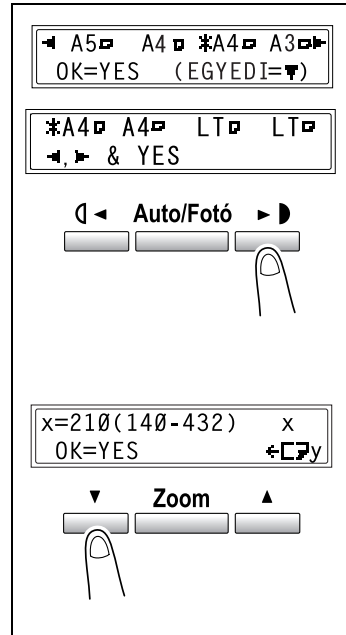 ◄ A5 A4 *A4 A3 ►
OK=YES (EGYEDI=▼)
*A4 A4 LT LT
◄,► & YES
◄ Auto/Fotó ►
x=210(140-432) x
OK=YES ← y
▼ Zoom ▲